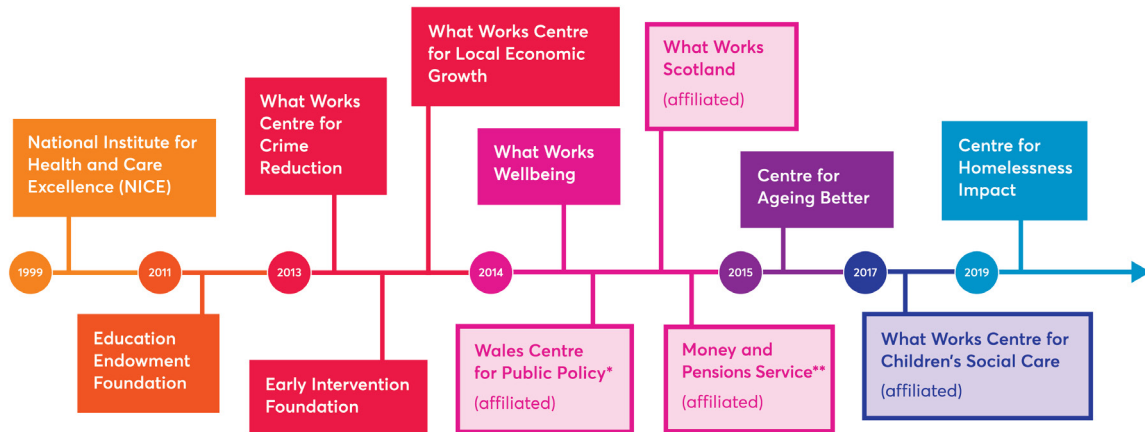 What Works Centre
for Local Economic
Growth
What Works
Scotland
(affiliated)
What Works
Centre for
Crime
Reduction
National Institute for
Health and Care
Excellence (NICE)
What Works
Wellbeing
Centre for
Ageing Better
Centre for
Homelessness
Impact
1999
2011
2013
2014
2015
2017
2019
Education
Endowment
Foundation
Early Intervention
Foundation
Wales Centre
for Public Policy*
(affiliated)
Money and
Pensions Service**
(affiliated)
What Works Centre for
Children's Social Care
(affiliated)